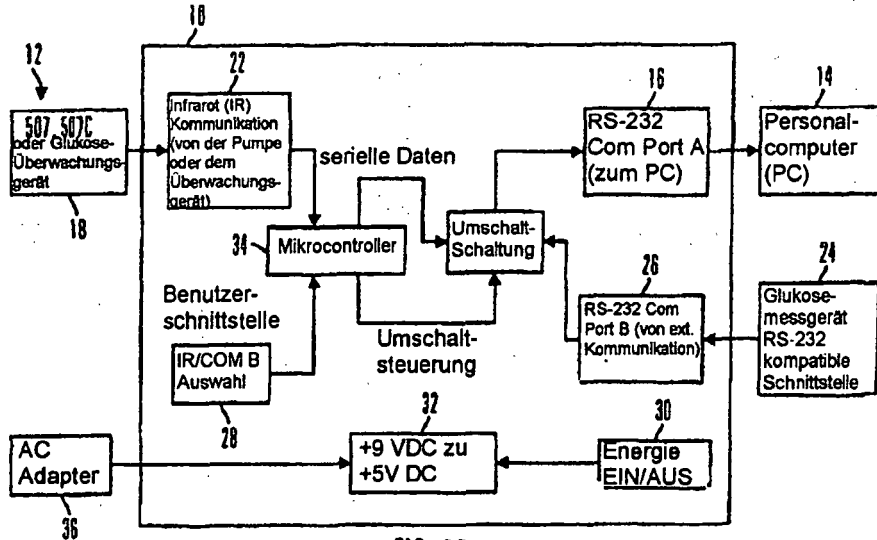 10
12
507 507C
oder Glukose-
Überwachungs-
gerät
18
22
Infrarot (IR)
Kommunikation
(von der Pumpe
oder dem
Überwachungs-
gerät)
serielle Daten
16
RS-232
Com Port A
(zum PC)
14
Personal-
computer
(PC)
34
Mikrocontroller
Umschalt-
Schaltung
Benutzer-
schnittstelle
Umschalt-
steuerung
26
RS-232 Com
Port B (von ext.
Kommunikation)
24
Glukose-
messgerät
RS-232
kompatible
Schnittstelle
IR/COM B
Auswahl
28
32
+9 VDC zu
+5V DC
30
Energie
EIN/AUS
AC
Adapter
36